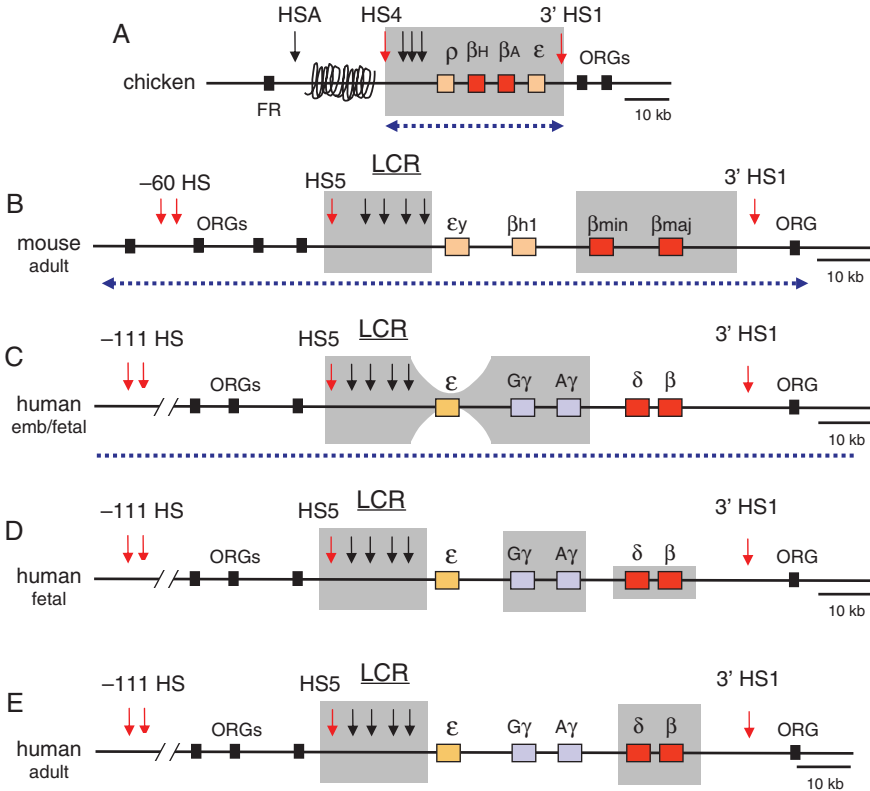 A
HSA HS4 3' HS1
ρ βH βA ε ORGs
chicken
FR
10 kb
LCR
–60 HS HS5 3' HS1
B
ORGs εy βh1 βmin βmaj ORG
mouse
adult
10 kb
C
–111 HS HS5 LCR 3' HS1
ORGs ε Gγ Aγ δ β ORG
human
emb/fetal
10 kb
D
–111 HS HS5 LCR 3' HS1
ORGs ε Gγ Aγ δ β ORG
human
fetal
10 kb
E
–111 HS HS5 LCR 3' HS1
ORGs ε Gγ Aγ δ β ORG
human
adult
10 kb